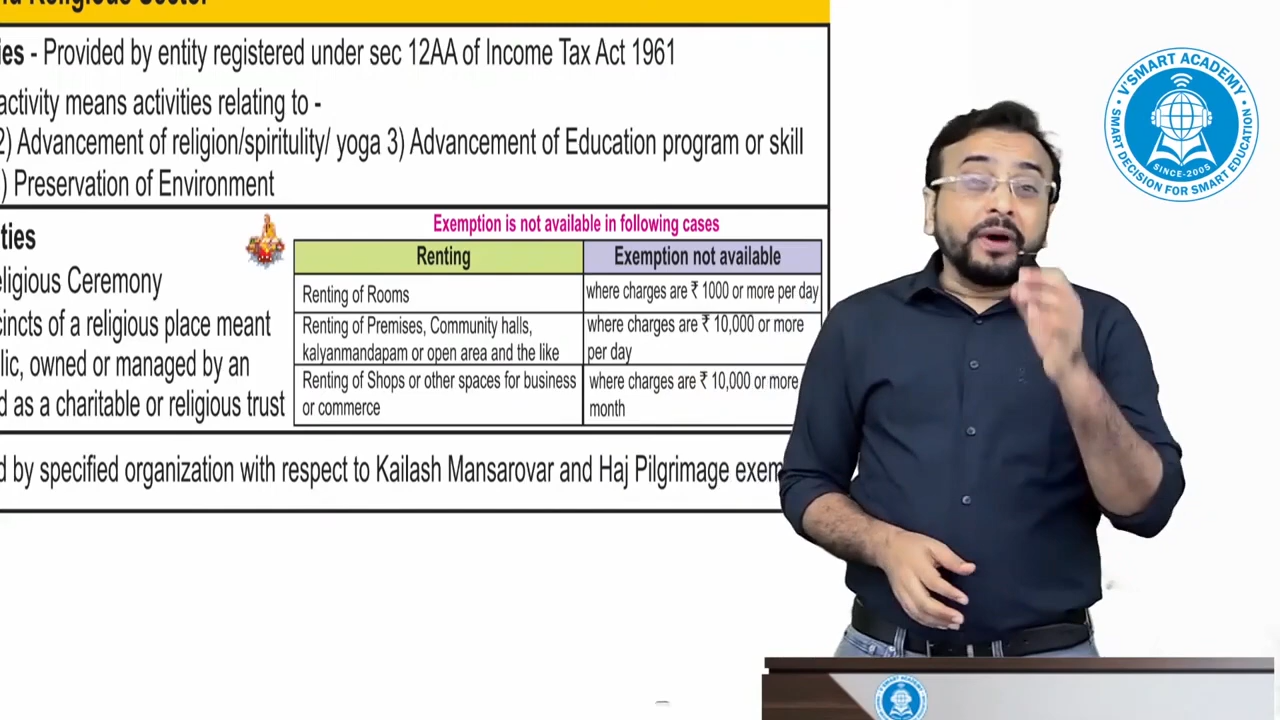 Religious Sector
ies - Provided by entity registered under sec 12AA of Income Tax Act 1961
activity means activities relating to -
2) Advancement of religion/spiritulity/ yoga 3) Advancement of Education program or skill
) Preservation of Environment
ties
eligious Ceremony
cincts of a religious place meant
lic, owned or managed by an
d as a charitable or religious trust
Exemption is not available in following cases
Renting Exemption not available
Renting of Rooms where charges are ₹ 1000 or more per day
Renting of Premises, Community halls, kalyanmandapam or open area and the like where charges are ₹ 10,000 or more per day
Renting of Shops or other spaces for business or commerce where charges are ₹ 10,000 or more month
d by specified organization with respect to Kailash Mansarovar and Haj Pilgrimage exem
V'SMART ACADEMY
SINCE-2005
SMART DECISION FOR SMART EDUCATION